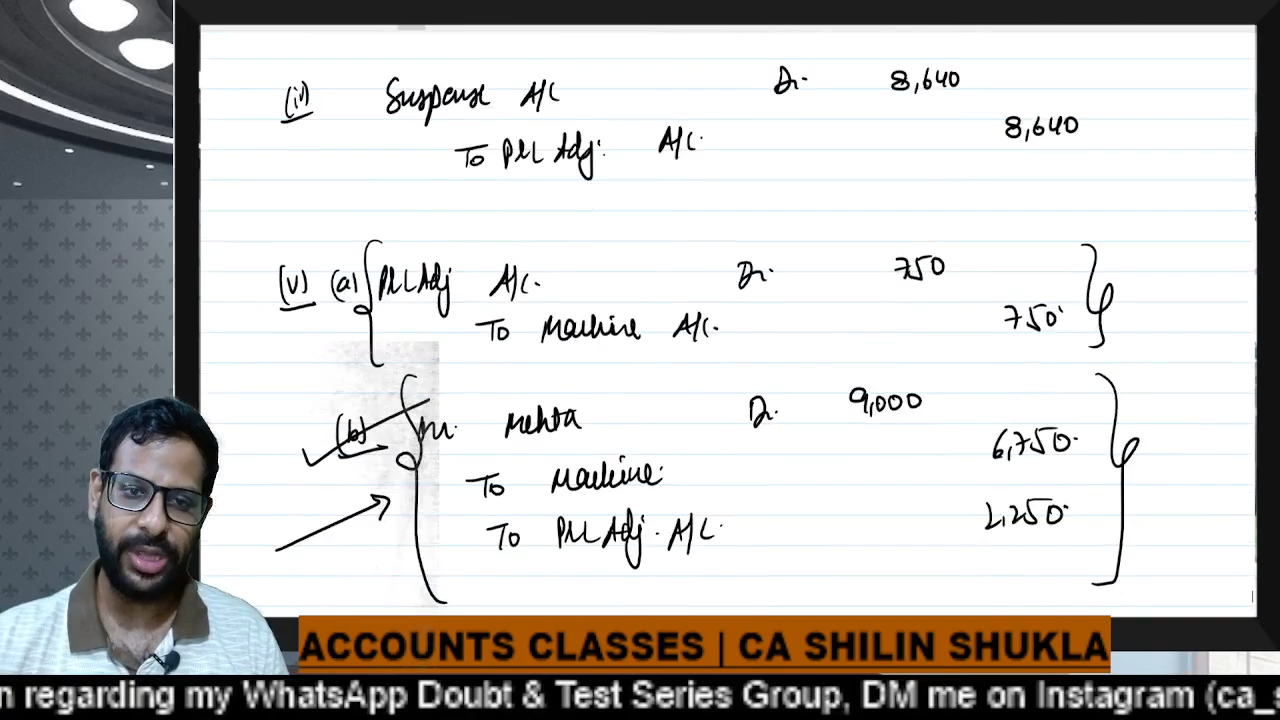 (iv) Suspense A/c Dr. 8,640
To P&L Adj. A/c. 8,640
(v) (a) P&L Adj A/c. Dr. 750
To Machine A/c. 750
(b) Mr. Mehta Dr. 9,000
To Machine 6,750
To P&L Adj. A/c. 2,250
ACCOUNTS CLASSES | CA SHILIN SHUKLA
n regarding my WhatsApp Doubt & Test Series Group, DM me on Instagram (ca_s